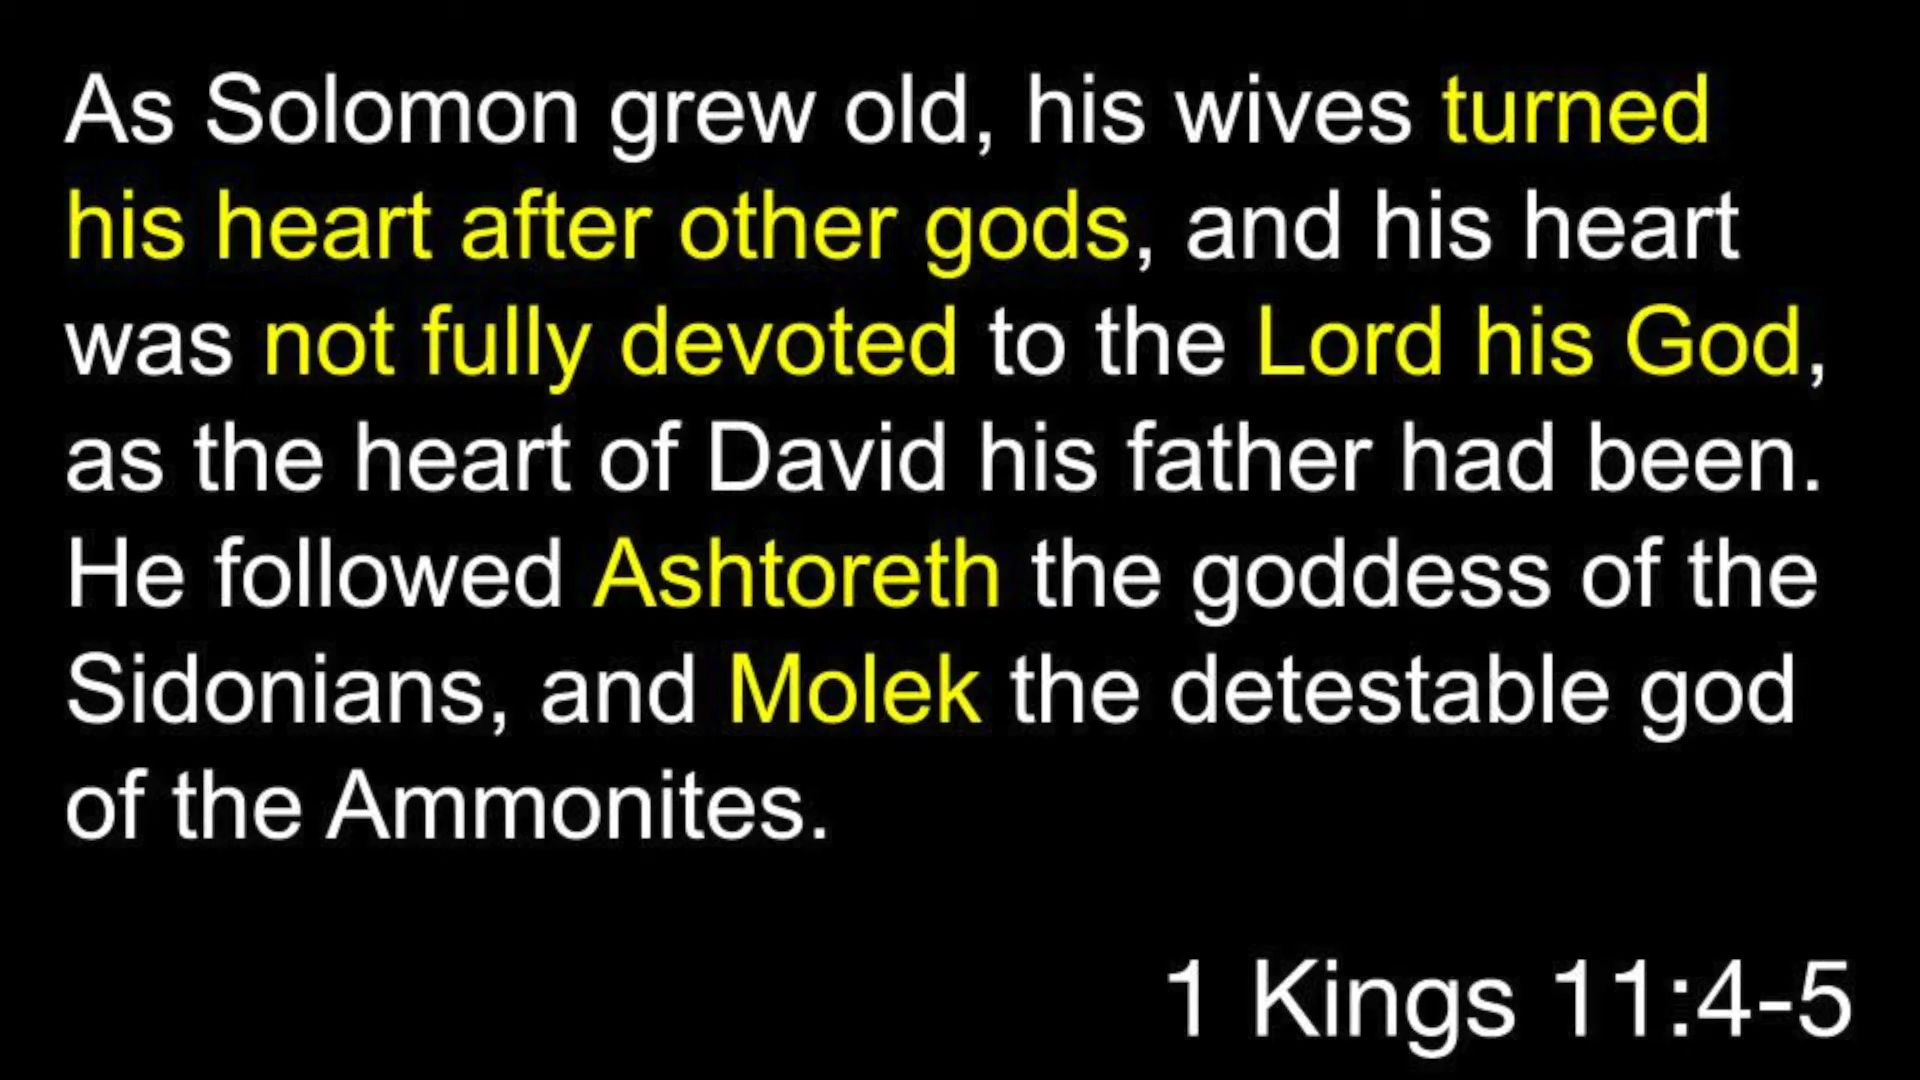 As Solomon grew old, his wives turned
his heart after other gods, and his heart
was not fully devoted to the Lord his God,
as the heart of David his father had been.
He followed Ashtoreth the goddess of the
Sidonians, and Molek the detestable god
of the Ammonites.
1 Kings 11:4-5